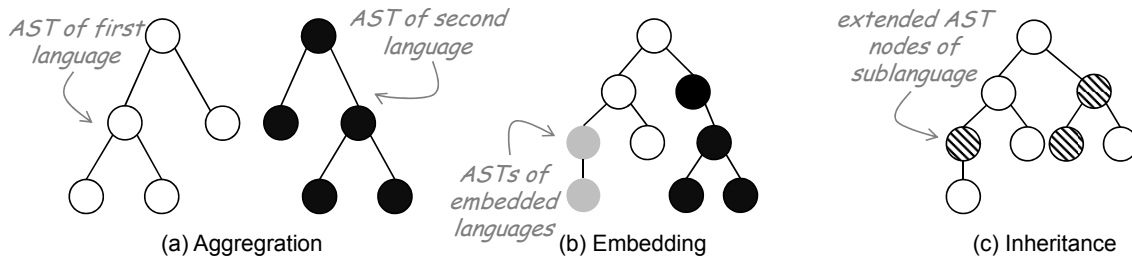 AST of first
language
AST of second
language
(a) Aggregration
ASTs of
embedded
languages
(b) Embedding
extended AST
nodes of
sublanguage
(c) Inheritance